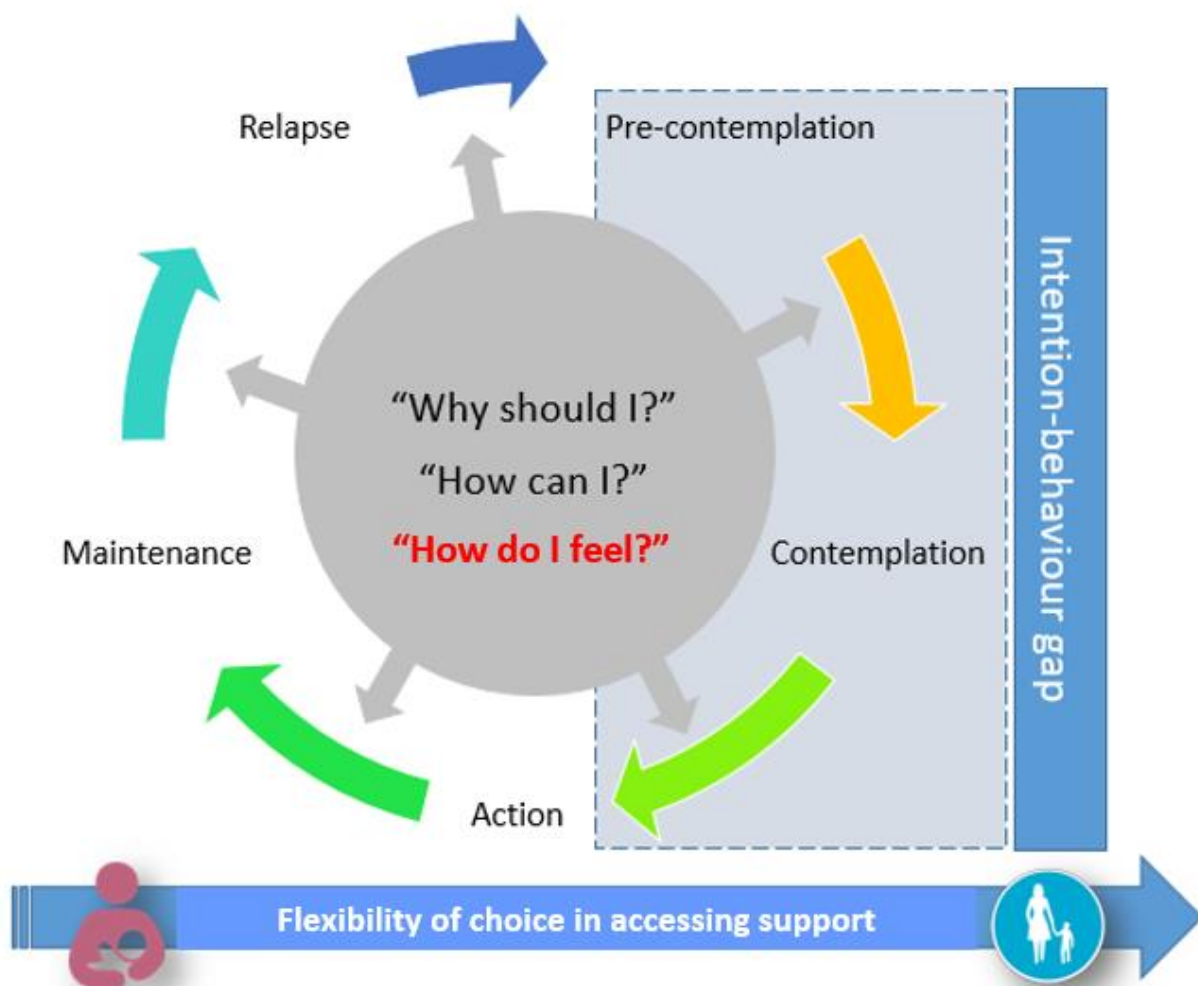 Relapse
Pre-contemplation
“Why should I?”
“How can I?”
“How do I feel?”
Maintenance
Contemplation
Action
Intention-behaviour gap
Flexibility of choice in accessing support